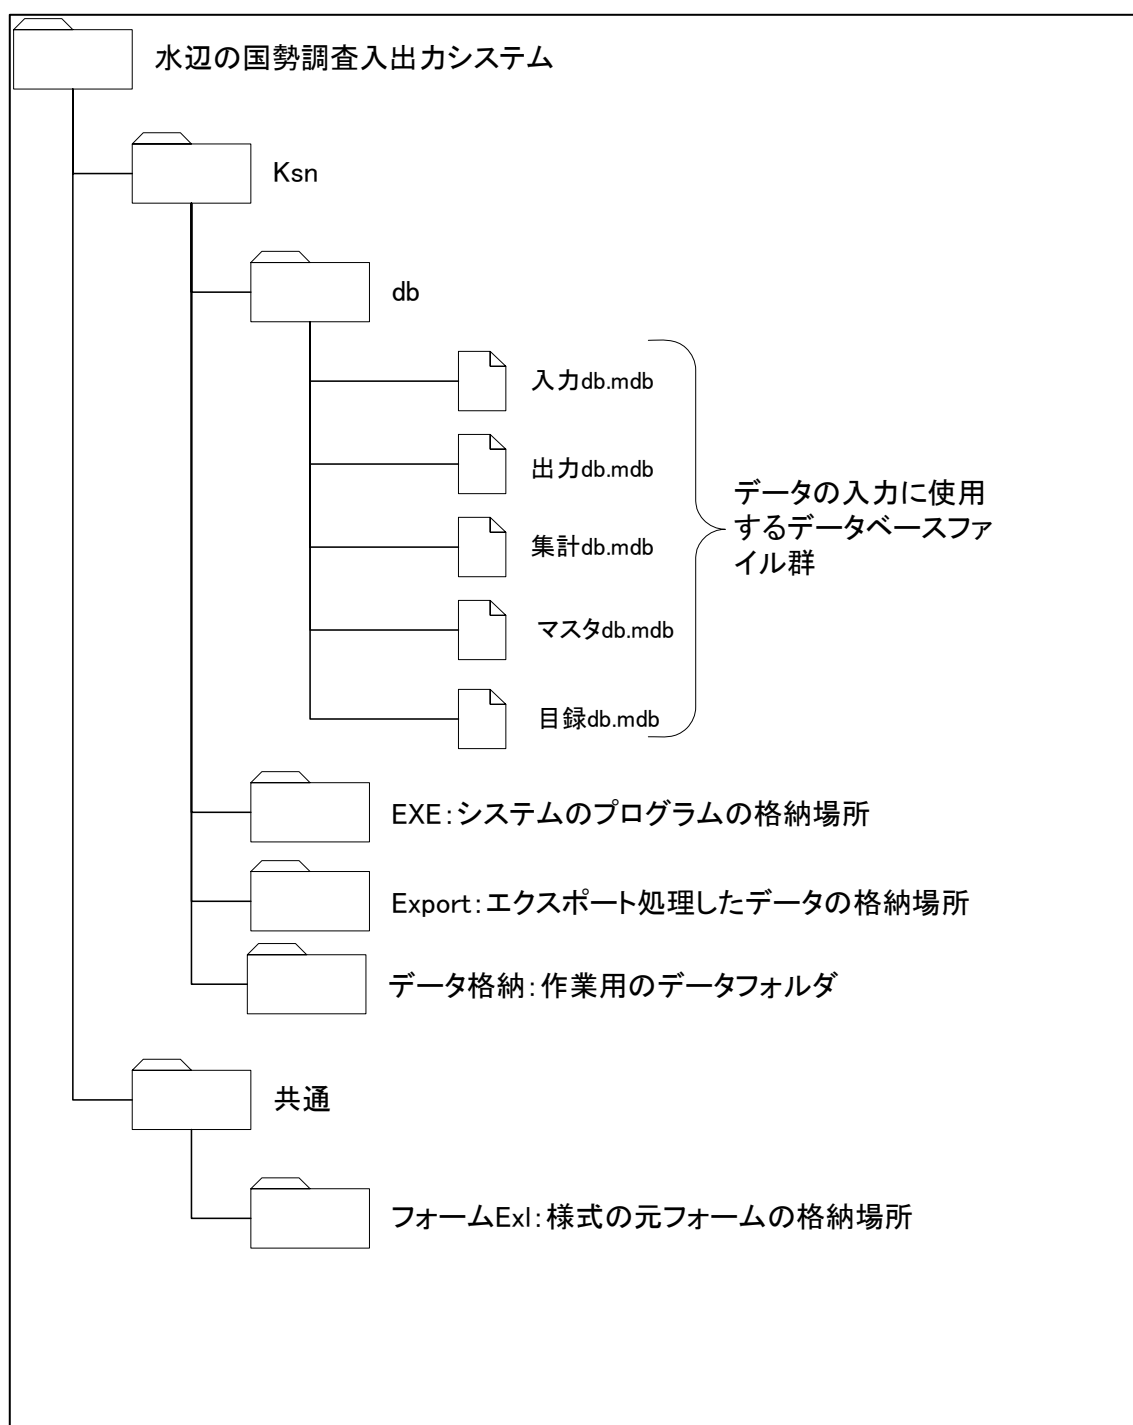 水辺の国勢調査入出力システム
Ksn
db
入力db.mdb
出力db.mdb
集計db.mdb
マスタdb.mdb
目録db.mdb
データの入力に使用
するデータベースファ
イル群
EXE:システムのプログラムの格納場所
Export:エクスポート処理したデータの格納場所
データ格納:作業用のデータフォルダ
共通
フォームExl:様式の元フォームの格納場所